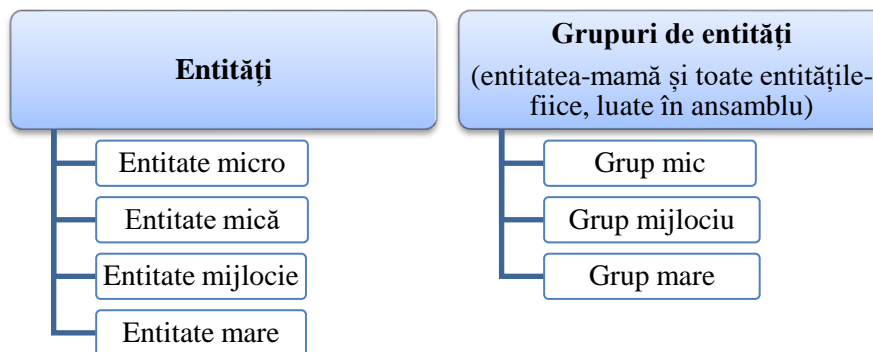 Entități
Entitate micro
Entitate mică
Entitate mijlocie
Entitate mare
Grupuri de entități
(entitatea-mamă și toate entitățile-
fiice, luate în ansamblu)
Grup mic
Grup mijlociu
Grup mare